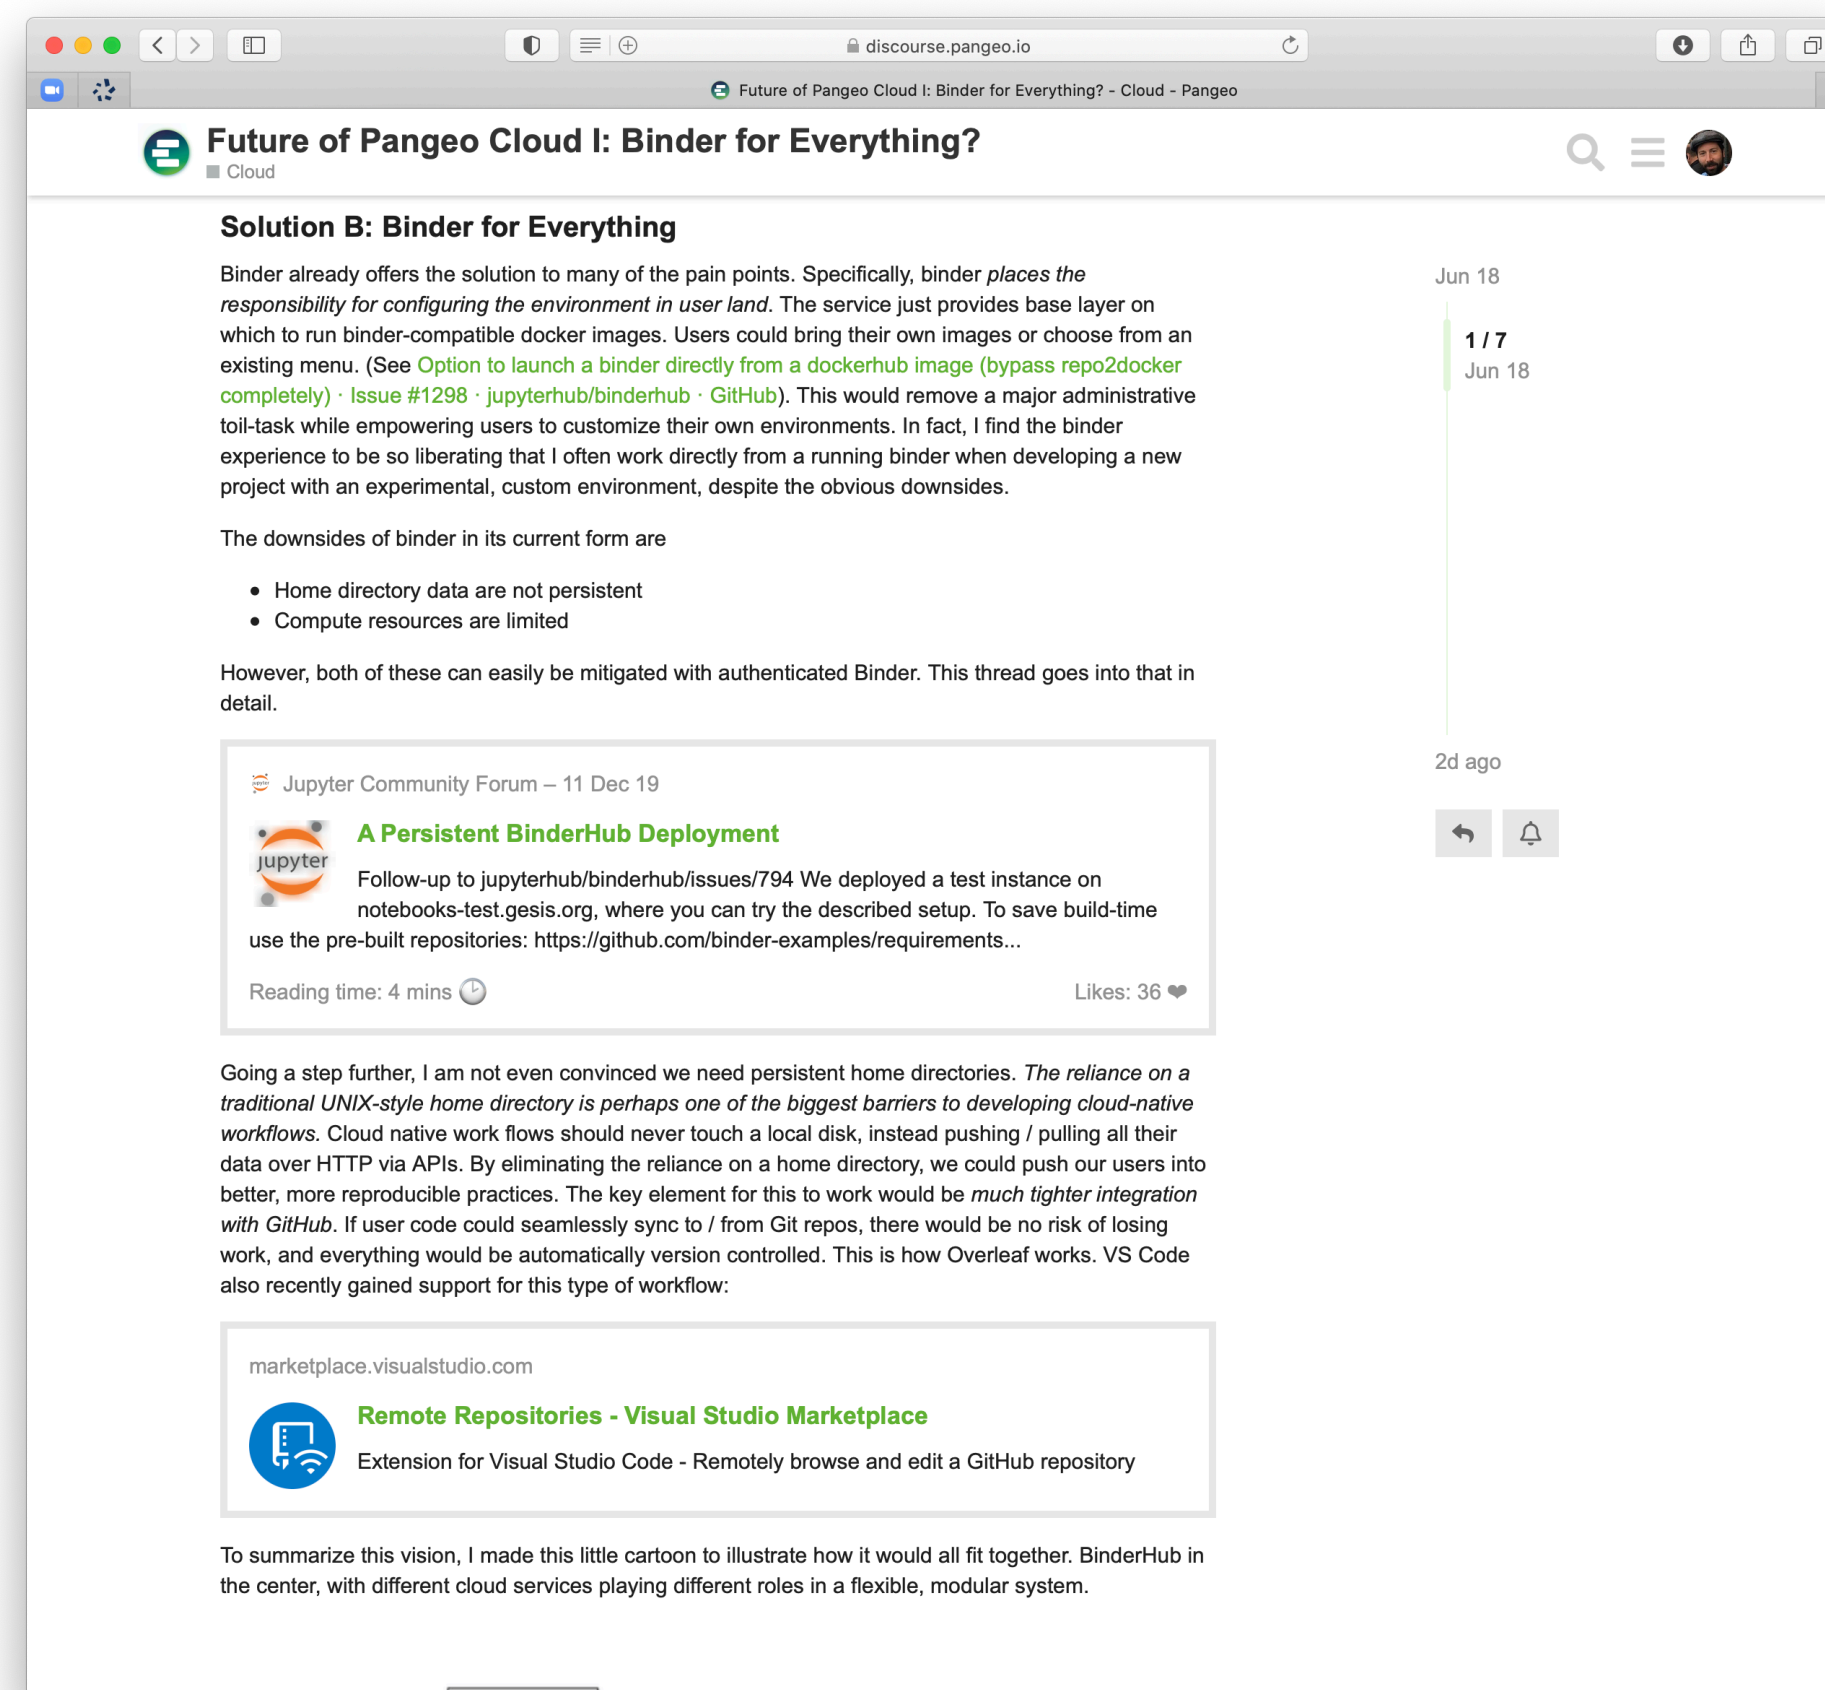 discourse.pangeo.io
Future of Pangeo Cloud I: Binder for Everything? - Cloud - Pangeo
Future of Pangeo Cloud I: Binder for Everything?
Cloud
Solution B: Binder for Everything
Binder already offers the solution to many of the pain points. Specifically, binder places the
responsibility for configuring the environment in user land. The service just provides base layer on
which to run binder-compatible docker images. Users could bring their own images or choose from an
existing menu. (See Option to launch a binder directly from a dockerhub image (bypass repo2docker
completely) · Issue #1298 · jupyterhub/binderhub · GitHub). This would remove a major administrative
toil-task while empowering users to customize their own environments. In fact, I find the binder
experience to be so liberating that I often work directly from a running binder when developing a new
project with an experimental, custom environment, despite the obvious downsides.
The downsides of binder in its current form are
• Home directory data are not persistent
• Compute resources are limited
However, both of these can easily be mitigated with authenticated Binder. This thread goes into that in
detail.
Jupyter Community Forum – 11 Dec 19
jupyter
A Persistent BinderHub Deployment
Follow-up to jupyterhub/binderhub/issues/794 We deployed a test instance on
notebooks-test.gesis.org, where you can try the described setup. To save build-time
use the pre-built repositories: https://github.com/binder-examples/requirements...
Reading time: 4 mins 🕑
Likes: 36 ❤
Going a step further, I am not even convinced we need persistent home directories. The reliance on a
traditional UNIX-style home directory is perhaps one of the biggest barriers to developing cloud-native
workflows. Cloud native work flows should never touch a local disk, instead pushing / pulling all their
data over HTTP via APIs. By eliminating the reliance on a home directory, we could push our users into
better, more reproducible practices. The key element for this to work would be much tighter integration
with GitHub. If user code could seamlessly sync to / from Git repos, there would be no risk of losing
work, and everything would be automatically version controlled. This is how Overleaf works. VS Code
also recently gained support for this type of workflow:
marketplace.visualstudio.com
Remote Repositories - Visual Studio Marketplace
Extension for Visual Studio Code - Remotely browse and edit a GitHub repository
To summarize this vision, I made this little cartoon to illustrate how it would all fit together. BinderHub in
the center, with different cloud services playing different roles in a flexible, modular system.
Jun 18
1 / 7
Jun 18
2d ago